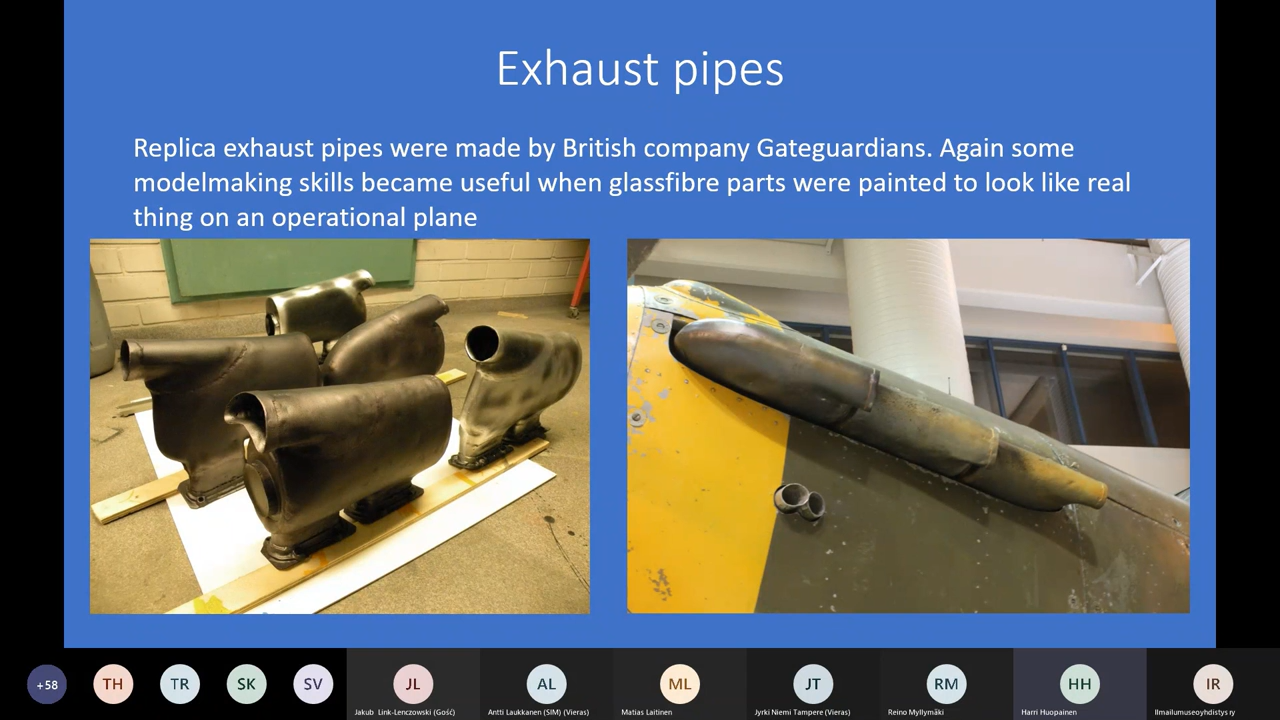 Exhaust pipes
Replica exhaust pipes were made by British company Gateguardians. Again some
modelmaking skills became useful when glassfibre parts were painted to look like real
thing on an operational plane
+58
TH
TR
SK
SV
JL
AL
ML
JT
RM
HH
IR
Jakub Link-Lenczowski (Gość)
Antti Laukkanen (SIM) (Vieras)
Matias Laitinen
Jyrki Niemi Tampere (Vieras)
Reino Myllymäki
Harri Huopainen
Ilmailumuseoyhdistys ry